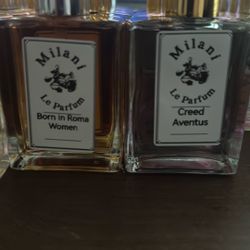 Milani
Le Parfum
Born in Roma
Women
Milani
Le Parfum
Creed
Aventus